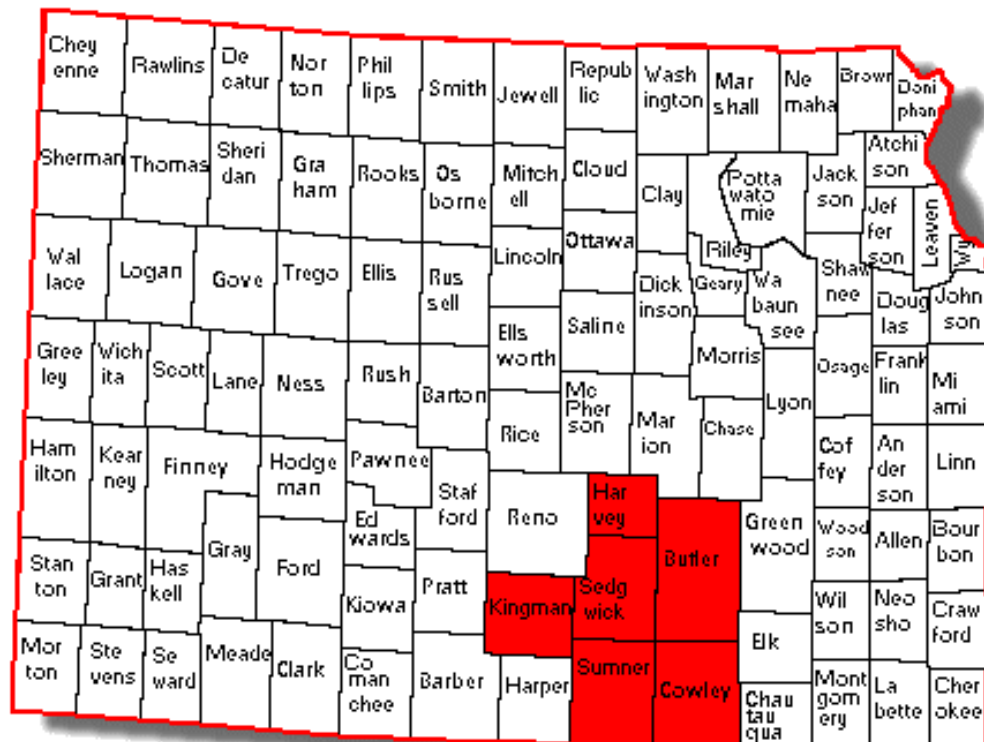 Chey
enne
Rawlins
De
catur
Nor
ton
Phil
lips
Smith
Jewell
Repub
lic
Wash
ington
Mar
shall
Ne
maha
Brown
Doni
phan
Sherman
Thomas
Sheri
dan
Gra
ham
Rooks
Os
borne
Mitch
ell
Cloud
Clay
Riley
Potta
wato
mie
Jack
son
Atchi
son
Jef
fer
son
Leaven
Wy
Wal
lace
Logan
Gove
Trego
Ellis
Rus
sell
Lincoln
Ottawa
Dick
inson
Geary
Wa
baun
see
Shaw
nee
Doug
las
John
son
Gree
ley
Wich
ita
Scott
Lane
Ness
Rush
Barton
Ells
worth
Saline
Morris
Lyon
Osage
Frank
lin
Mi
ami
Ham
ilton
Kear
ney
Finney
Hodge
man
Pawnee
Staf
ford
Rice
Mc
Pher
son
Mar
ion
Chase
Cof
fey
An
der
son
Linn
Stan
ton
Grant
Has
kell
Gray
Ford
Ed
wards
Kiowa
Pratt
Reno
Har
vey
Kingman
Sedg
wick
Butler
Green
wood
Wood
son
Allen
Bour
bon
Mor
ton
Ste
vens
Se
ward
Meade
Clark
Co
man
chee
Barber
Harper
Sumner
Cowley
Elk
Chau
tau
qua
Wil
son
Neo
sho
Craw
ford
Mont
gom
ery
La
bette
Cher
okee